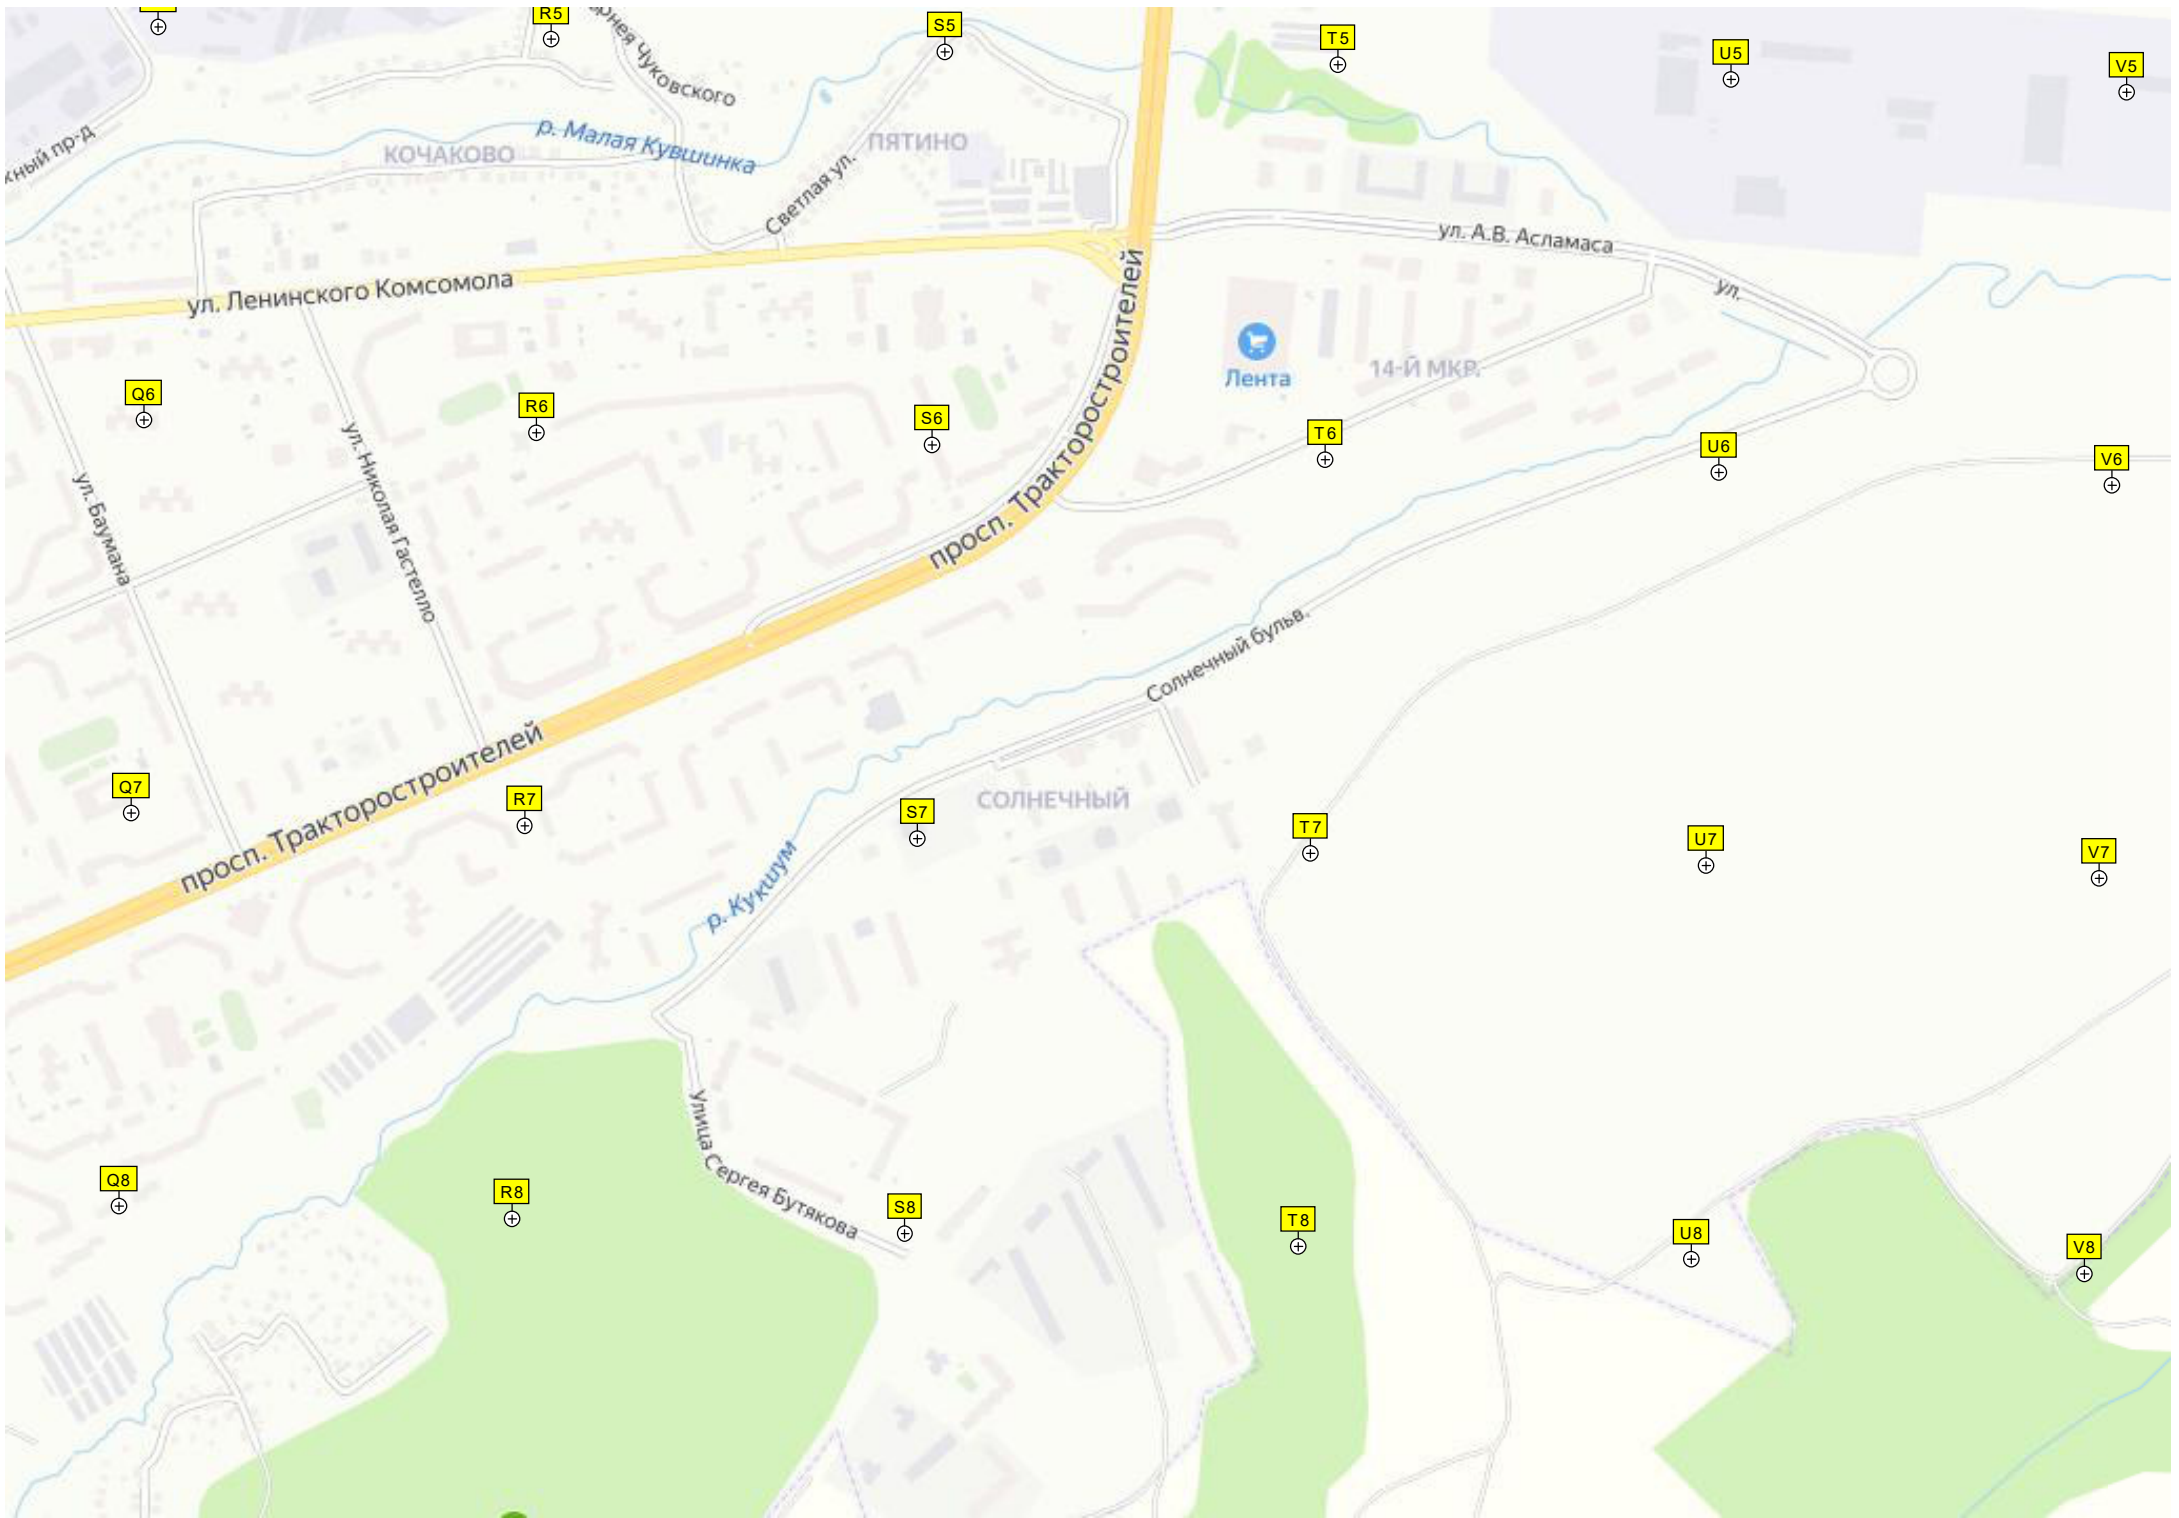 R5
S5
T5
U5
V5
Чуковского
р. Малая Кувшинка
ПЯТИНО
КОЧАКОВО
Светлая ул.
ул. А.В. Асламаса
ул.
ул. Ленинского Комсомола
просп. Тракторостроителей
Лента
14-Й МКР.
Q6
R6
S6
T6
U6
V6
ул. Баумана
ул. Николая Гастелло
Солнечный бульв.
просп. Тракторостроителей
СОЛНЕЧНЫЙ
Q7
R7
S7
T7
U7
V7
р. Кукшум
Улица Сергея Бутякова
Q8
R8
S8
T8
U8
V8